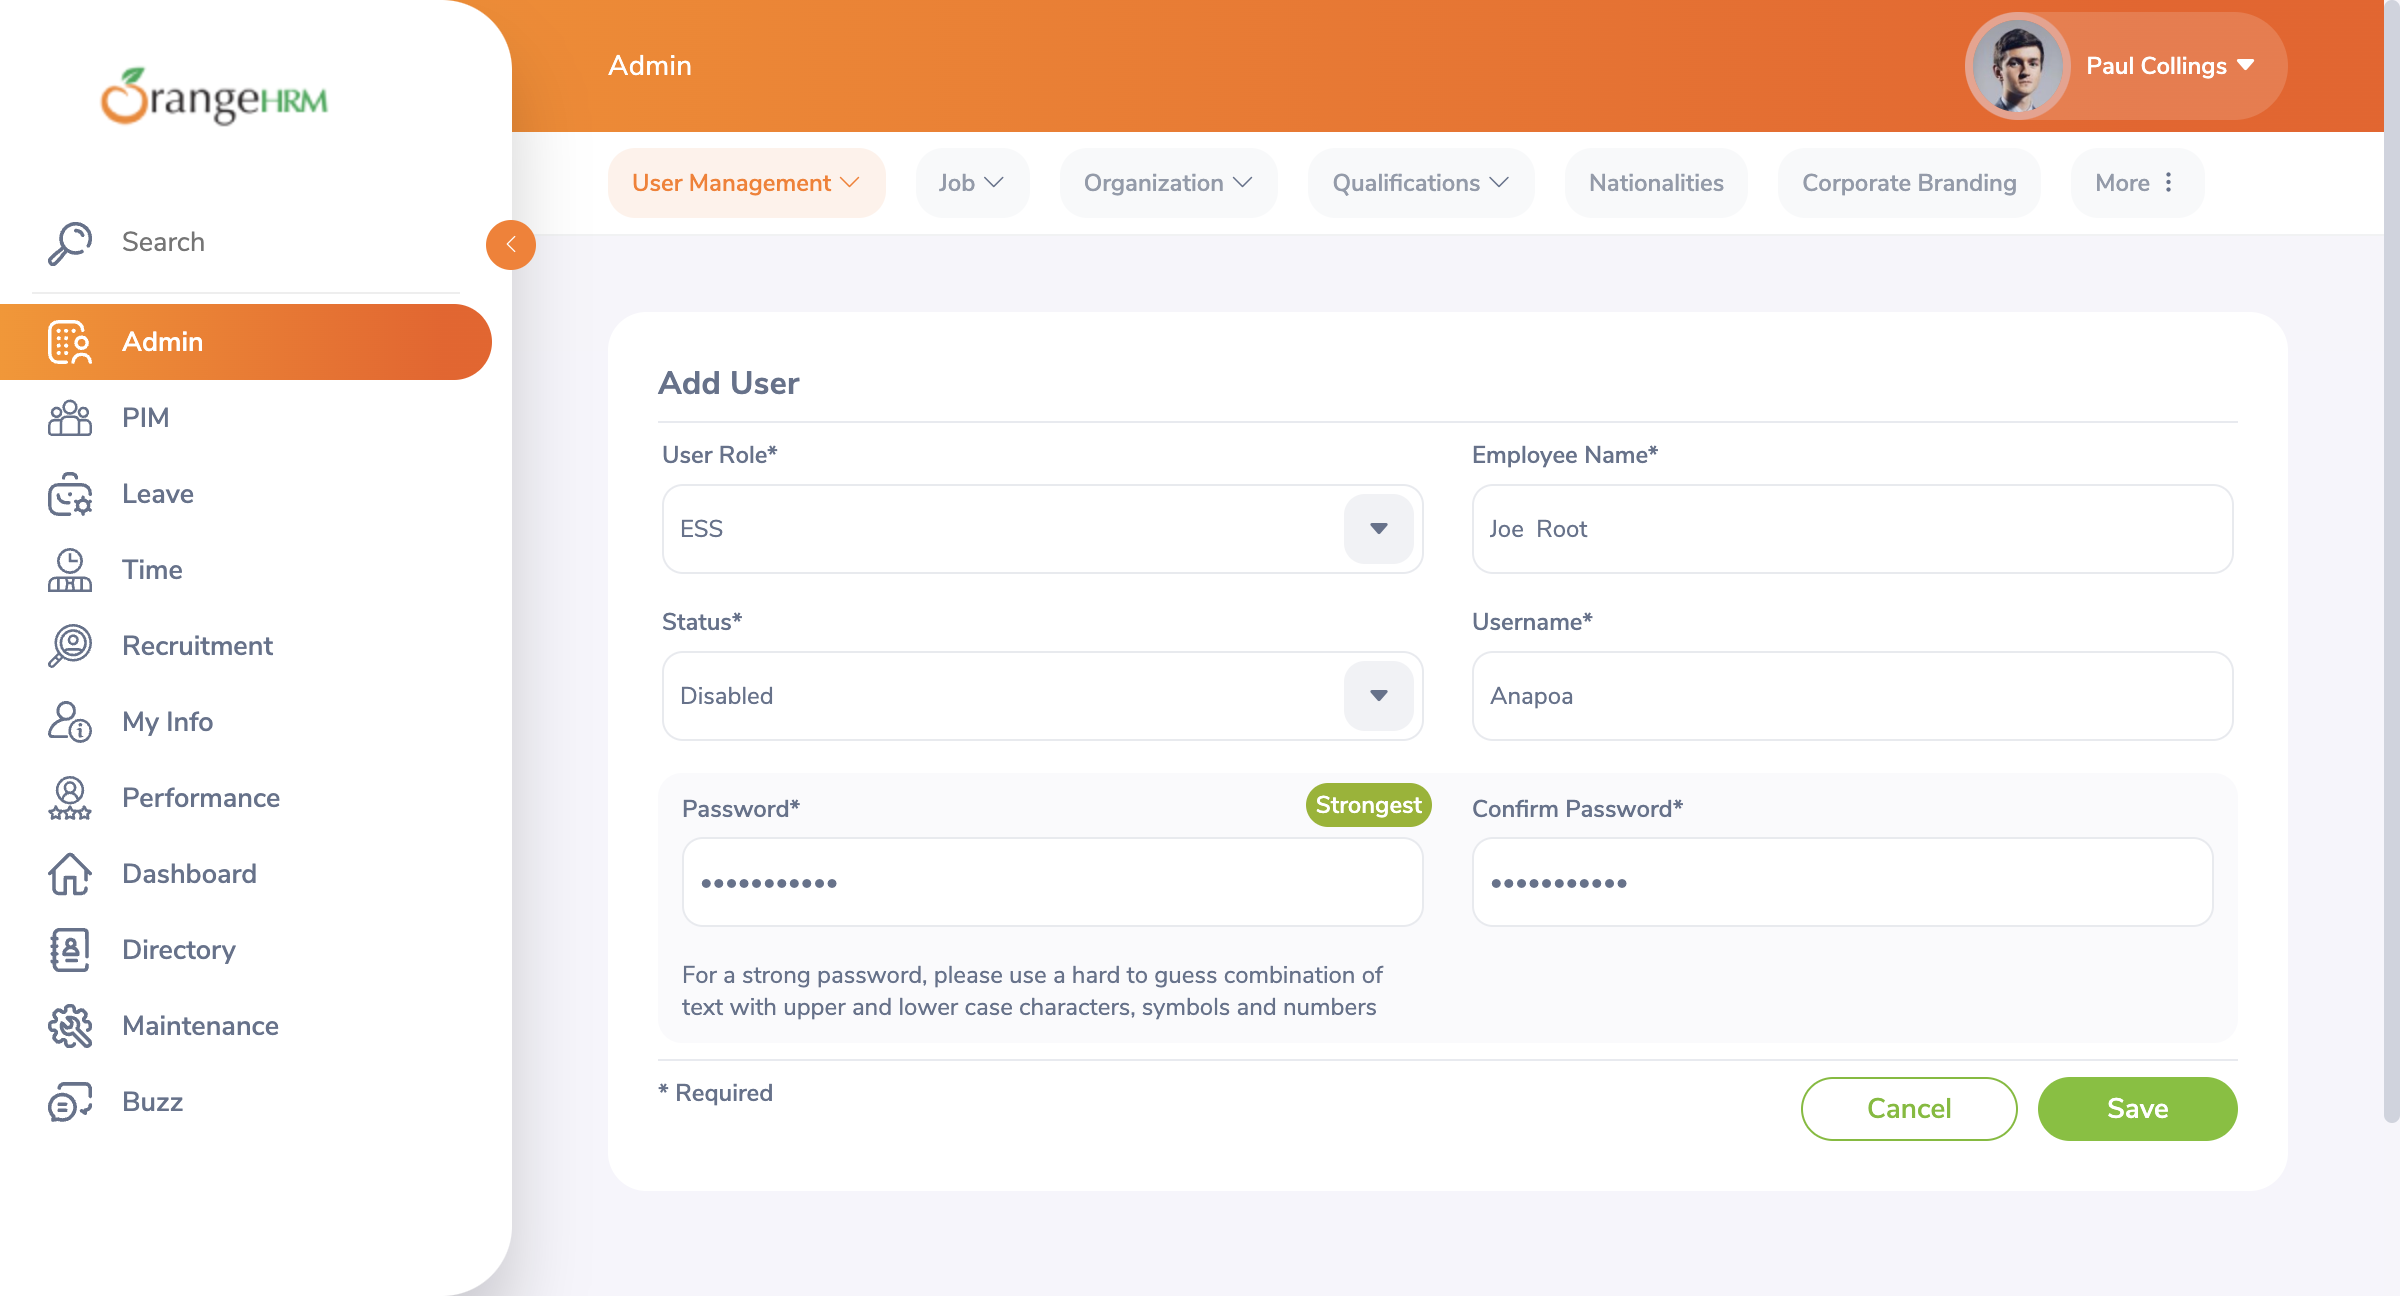 OrangeHRM
Search
Admin
PIM
Leave
Time
Recruitment
My Info
Performance
Dashboard
Directory
Maintenance
Buzz
Admin
Paul Collings
User Management
Job
Organization
Qualifications
Nationalities
Corporate Branding
More
Add User
User Role*
Employee Name*
ESS
Joe  Root
Status*
Username*
Disabled
Anapoa
Password*
Strongest
Confirm Password*
•••••••••••
•••••••••••
For a strong password, please use a hard to guess combination of
text with upper and lower case characters, symbols and numbers
* Required
Cancel
Save